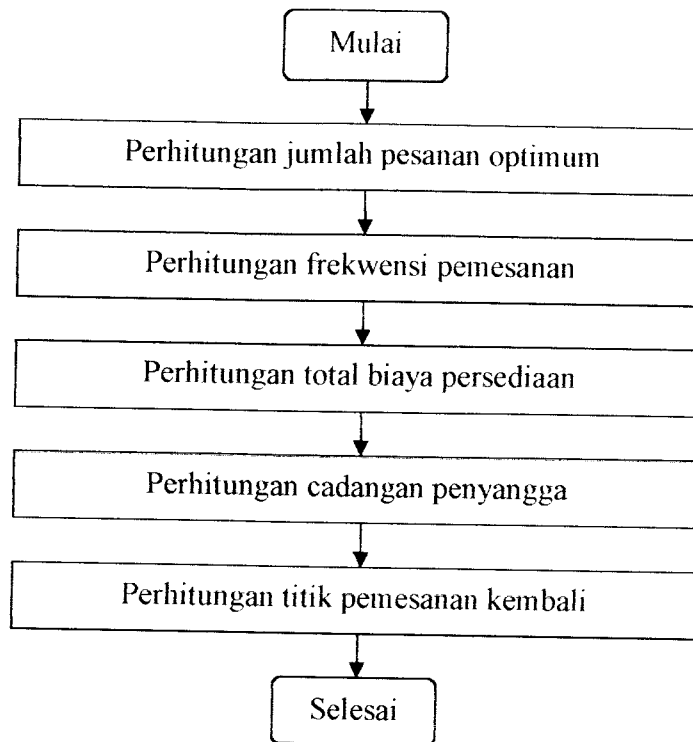 Mulai
Perhitungan jumlah pesanan optimum
Perhitungan frekwensi pemesanan
Perhitungan total biaya persediaan
Perhitungan cadangan penyangga
Perhitungan titik pemesanan kembali
Selesai